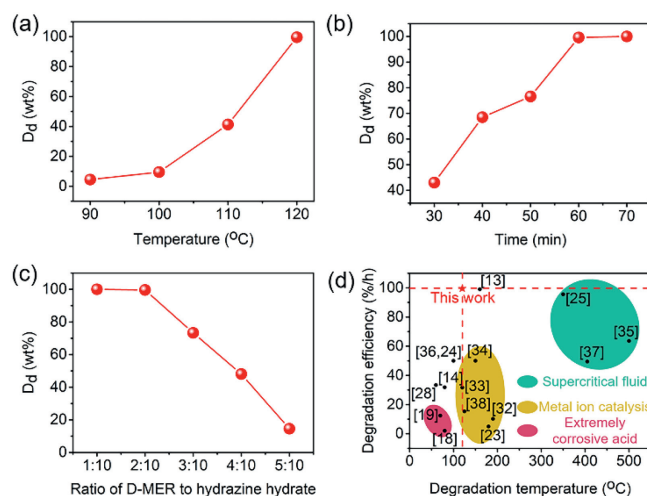 (a)
D_d (wt%)
100
80
60
40
20
0
90 100 110 120
Temperature (°C)
(b)
D_d (wt%)
100
90
80
70
60
50
40
30 40 50 60 70
Time (min)
(c)
D_d (wt%)
100
80
60
40
20
0
1:10 2:10 3:10 4:10 5:10
Ratio of D-MER to hydrazine hydrate
(d)
Degradation efficiency (%/h)
120
100
80
60
40
20
0
[13]
This work
[25]
[35]
[37]
[36,24] [34]
[14] [33]
[28]
[38] [32]
[19]
[18] [23]
Supercritical fluid
Metal ion catalysis
Extremely
corrosive acid
0 100 200 300 400 500
Degradation temperature (°C)